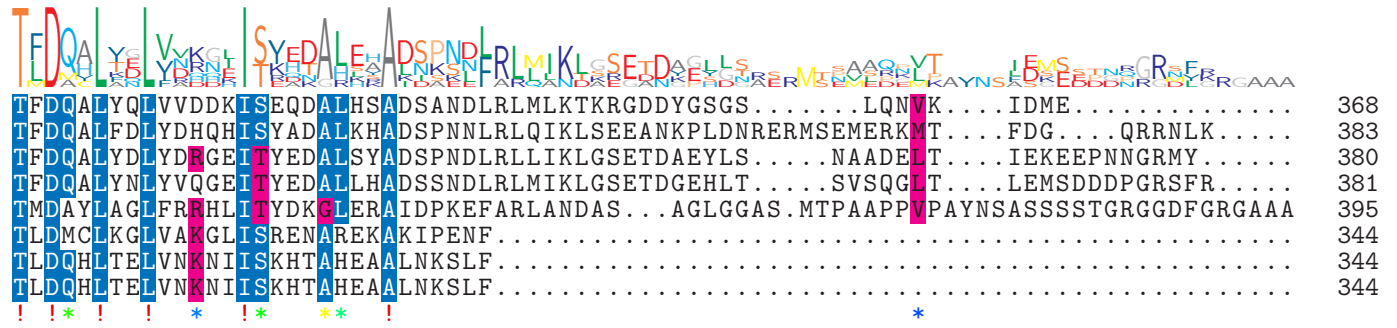 TFDQALYQLVVDDKISEQDALHSADSANDLRLMLKTKRGDDYGSGS.......LQNVK....IDME.............. 368
TFDQALFDLYDHQHISYADALKHADSPNNLRLQIKLSEEANKPLDNRERMSEMERKMT....FDG....QRRNLK..... 383
TFDQALYDLYDRGEITYEDALSYADSPNDLRLLIKLGSETDAEYLS.....NAADELT....IEKEEPNNGRMY...... 380
TFDQALYNLYVQGEITYEDALLHADSSNDLRLMIKLGSETDGEHLT.....SVSQGLT....LEMSDDDPGRSFR..... 381
TMDAYLAGLFRRHLITYDKGLERAIDPKEFARLANDAS...AGLGGAS.MTPAAPPVPAYNSASSSSTGRGGDFGRGAAA 395
TLDMCLKGLVAKGLISRENAREKAKIPENF.................................................. 344
TLDQHLTELVNKNIISKHTAHEAALNKSLF.................................................. 344
TLDQHLTELVNKNIISKHTAHEAALNKSLF.................................................. 344
! ! * ! ! * ! * * * ! *